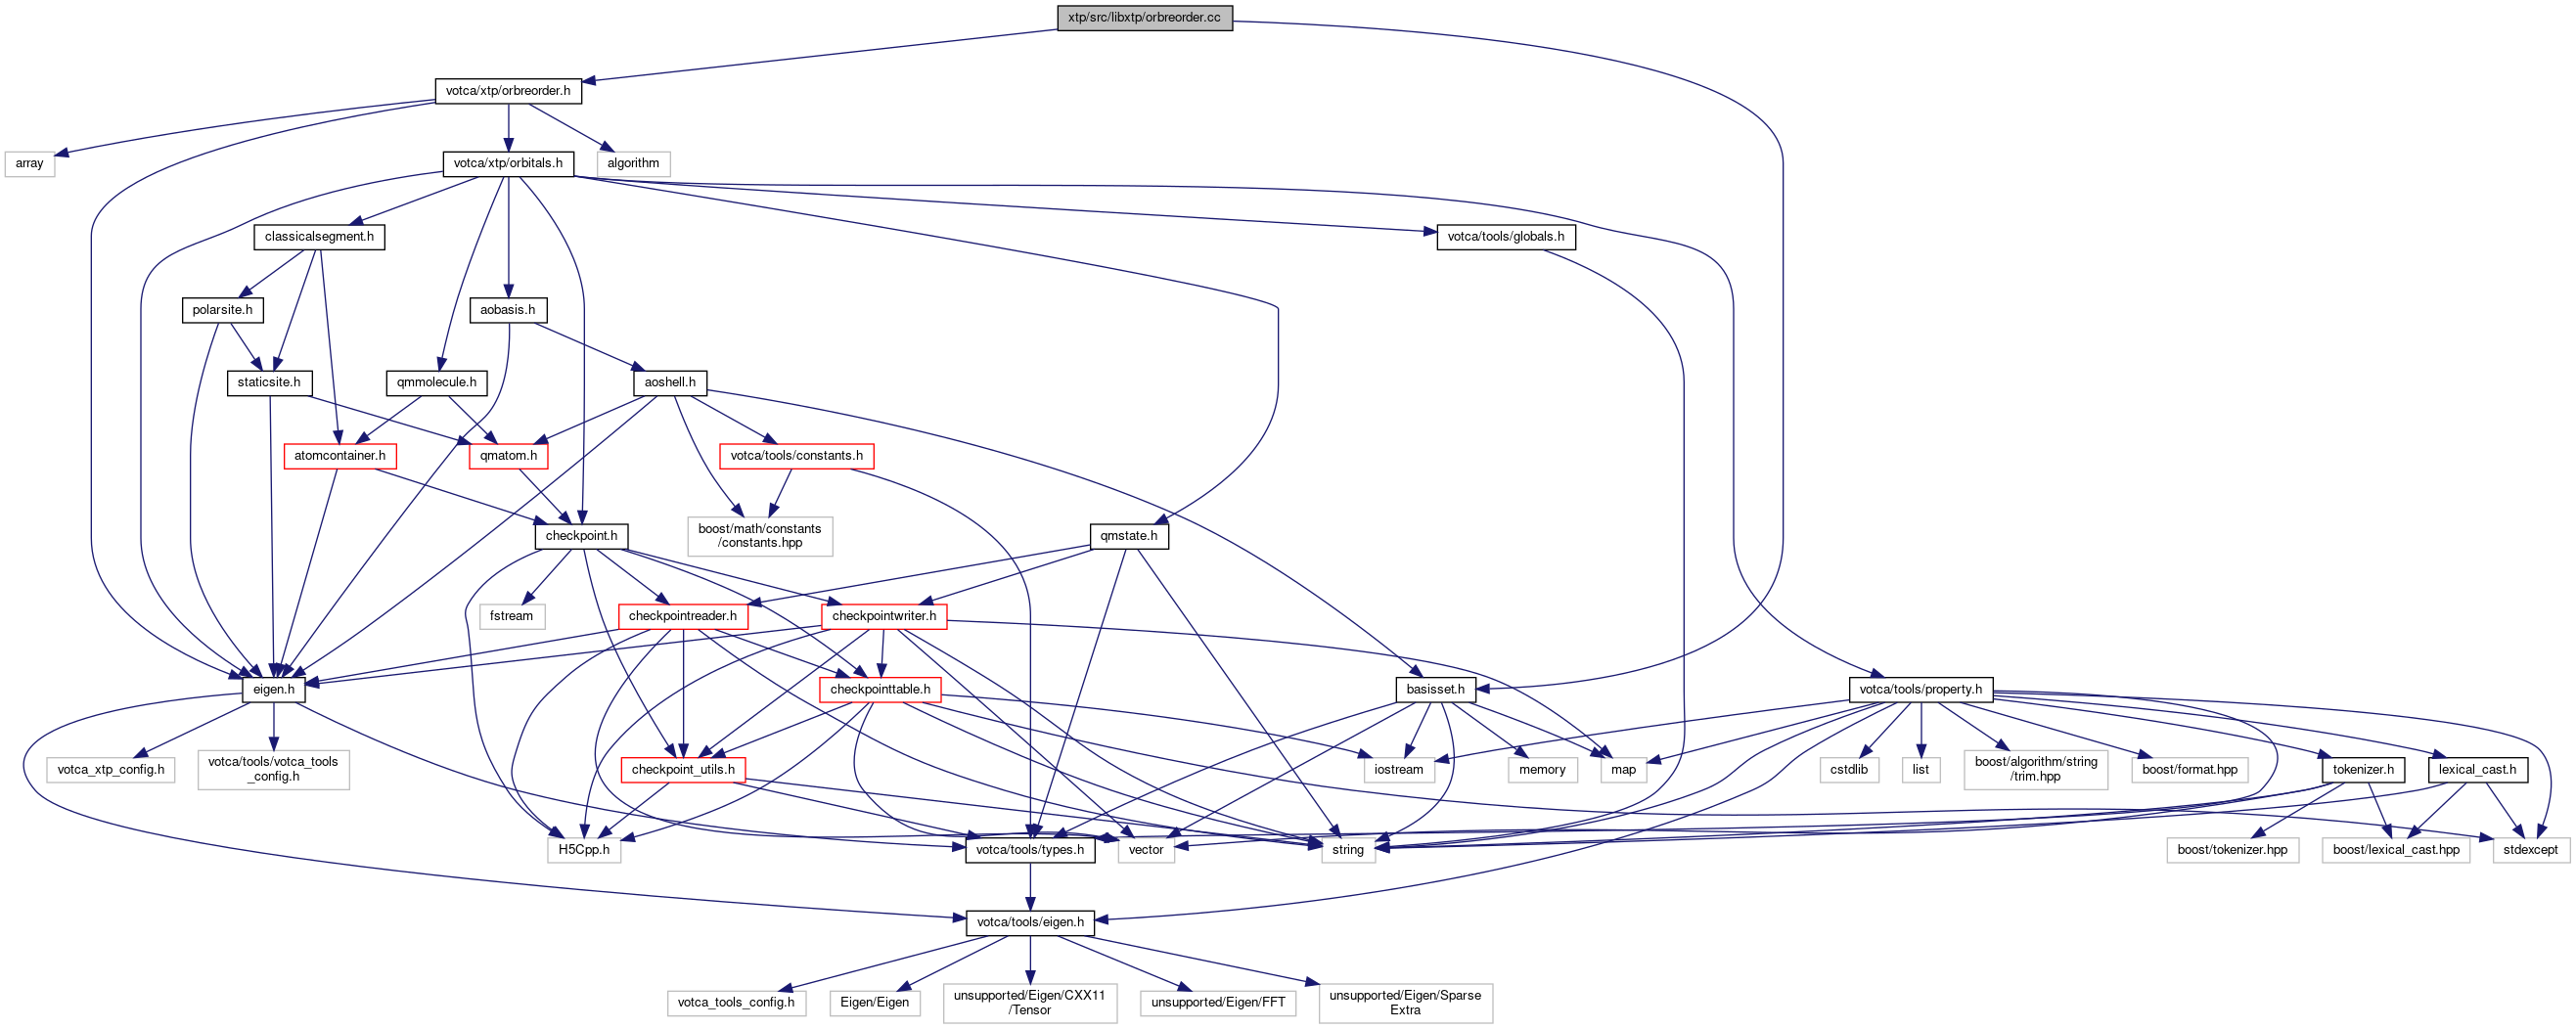 xtp/src/libxtp/orbreorder.cc
votca/xtp/orbreorder.h
array
votca/xtp/orbitals.h
algorithm
classicalsegment.h
votca/tools/globals.h
polarsite.h
aobasis.h
staticsite.h
qmmolecule.h
aoshell.h
atomcontainer.h
qmatom.h
votca/tools/constants.h
checkpoint.h
boost/math/constants
/constants.hpp
qmstate.h
fstream
checkpointreader.h
checkpointwriter.h
eigen.h
checkpointtable.h
basisset.h
votca/tools/property.h
votca_xtp_config.h
votca/tools/votca_tools
_config.h
checkpoint_utils.h
iostream
memory
map
cstdlib
list
boost/algorithm/string
/trim.hpp
boost/format.hpp
tokenizer.h
lexical_cast.h
H5Cpp.h
votca/tools/types.h
vector
string
boost/tokenizer.hpp
boost/lexical_cast.hpp
stdexcept
votca/tools/eigen.h
votca_tools_config.h
Eigen/Eigen
unsupported/Eigen/CXX11
/Tensor
unsupported/Eigen/FFT
unsupported/Eigen/Sparse
Extra